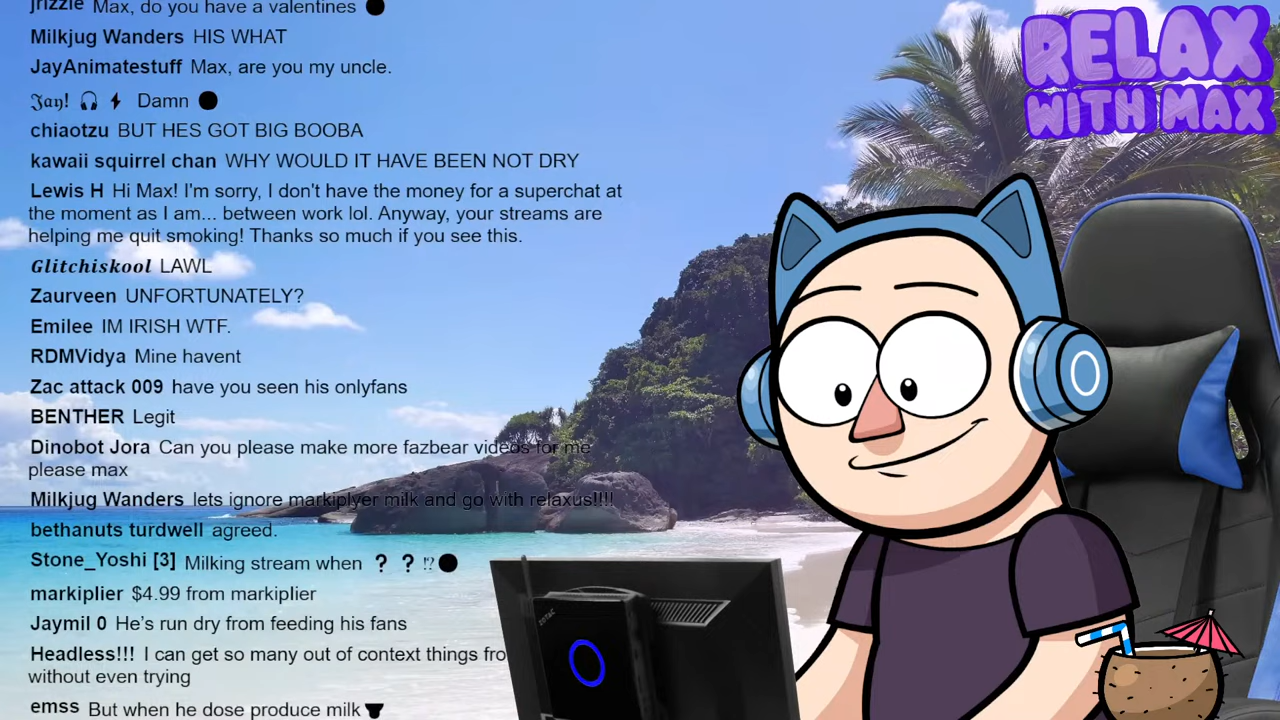 jrizzle Max, do you have a valentines
RELAX
WITH MAX
Milkjug Wanders HIS WHAT
JayAnimatestuff Max, are you my uncle.
𝔍𝔞𝔶! Damn
chiaotzu BUT HES GOT BIG BOOBA
kawaii squirrel chan WHY WOULD IT HAVE BEEN NOT DRY
Lewis H Hi Max! I'm sorry, I don't have the money for a superchat at
the moment as I am... between work lol. Anyway, your streams are
helping me quit smoking! Thanks so much if you see this.
𝑮𝒍𝒊𝒕𝒄𝒉𝒊𝒔𝒌𝒐𝒐𝒍 LAWL
Zaurveen UNFORTUNATELY?
Emilee IM IRISH WTF.
RDMVidya Mine havent
Zac attack 009 have you seen his onlyfans
BENTHER Legit
Dinobot Jora Can you please make more fazbear videos for me
please max
Milkjug Wanders lets ignore markiplyer milk and go with relaxus!!!!
bethanuts turdwell agreed.
Stone_Yoshi [3] Milking stream when ❓ ❓ ⁉
markiplier $4.99 from markiplier
Jaymil 0 He's run dry from feeding his fans
Headless!!! I can get so many out of context things fro
without even trying
emss But when he dose produce milk
ZOTAC